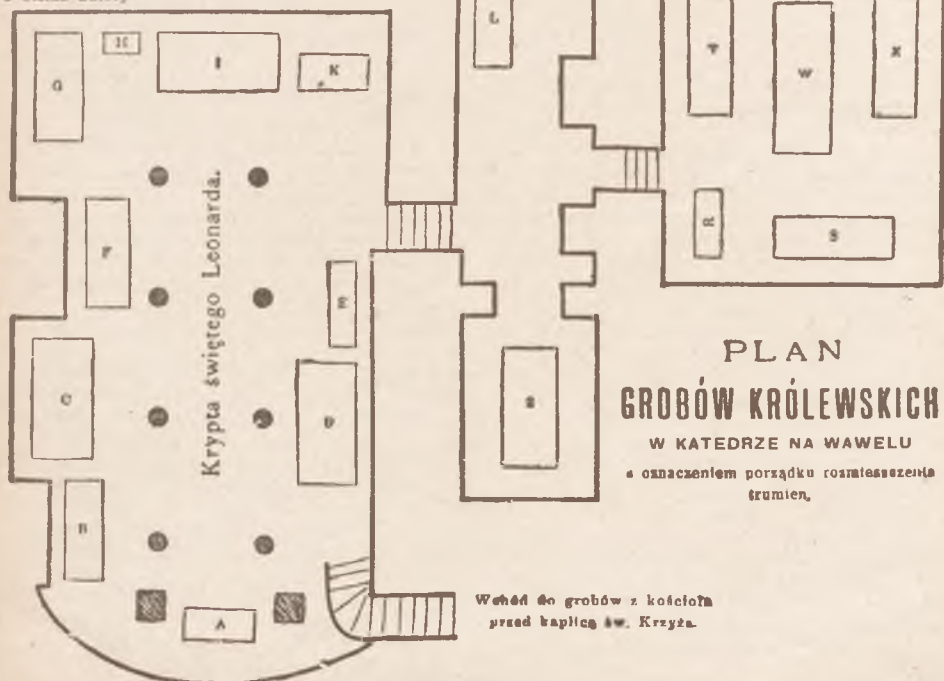 L
H
I
K
G
T
W
X
Krypta świętego Leonarda.
R
S
F
E
C
D
B
A
PLAN
GROBÓW KRÓLEWSKICH
W KATEDRZE NA WAWELU
z oznaczeniem porządku rozmieszczenia
trumien.
Wchód do grobów z kościoła
przed kaplicą św. Krzyża.